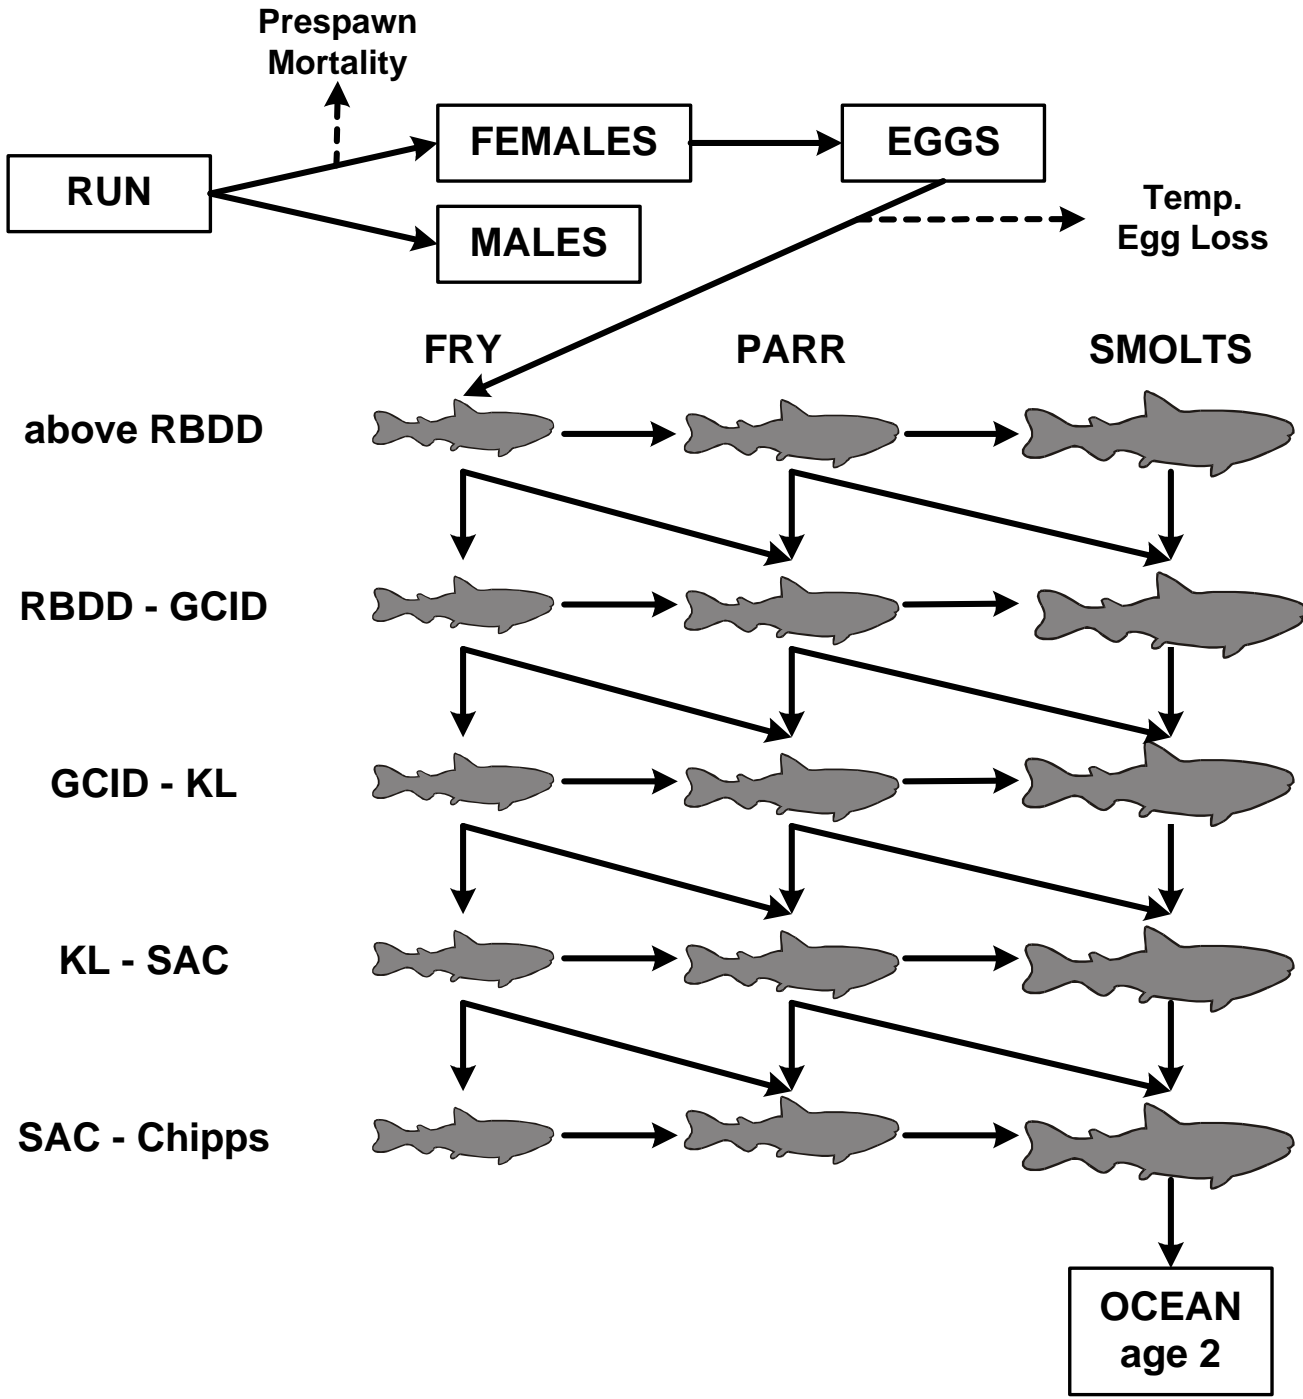 Prespawn
Mortality
RUN
FEMALES
EGGS
MALES
Temp.
Egg Loss
FRY
PARR
SMOLTS
above RBDD
RBDD - GCID
GCID - KL
KL - SAC
SAC - Chipps
OCEAN
age 2